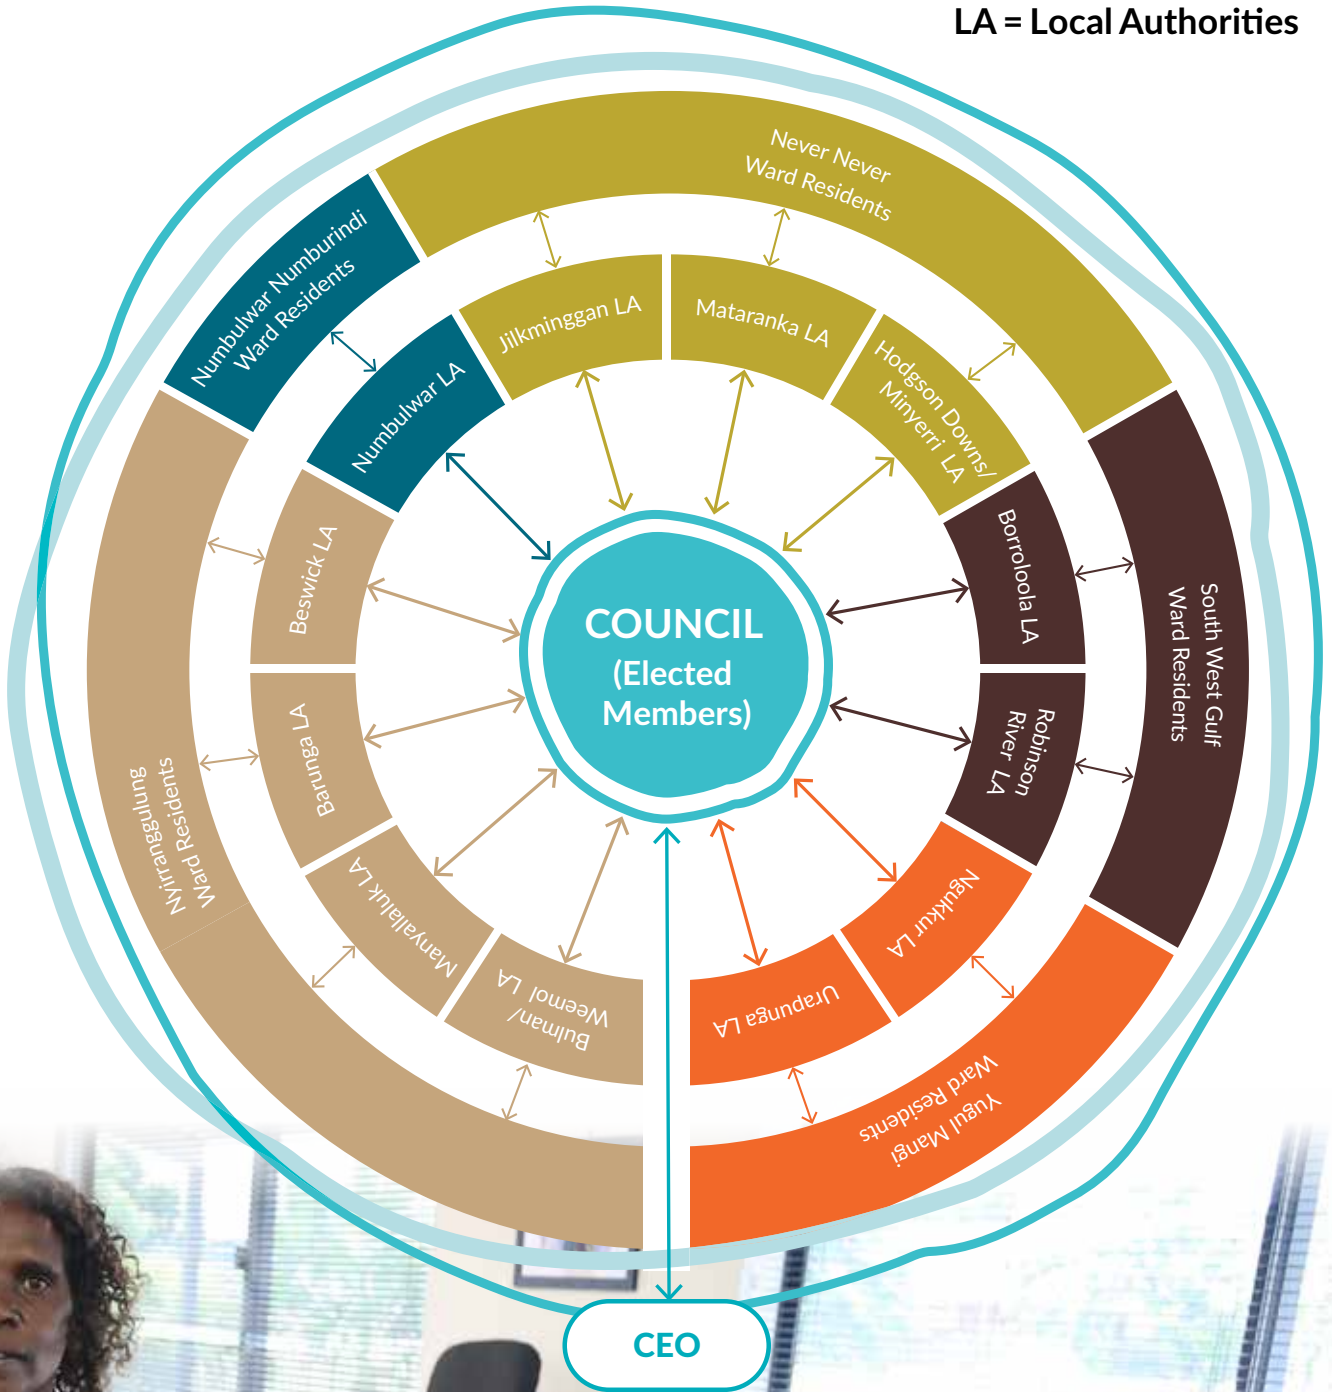 LA = Local Authorities
Never Never
Ward Residents
Numbulwar Numburindi
Ward Residents
Jilkminggan LA
Mataranka LA
Hodgson Downs/
Minyerri LA
Numbulwar LA
Borroloola LA
South West Gulf
Ward Residents
Beswick LA
COUNCIL
(Elected
Members)
Robinson
River LA
Barunga LA
Nyirranggulung
Ward Residents
Manyallaluk LA
Ngukkur LA
Bulman/
Weemol LA
Urapunga LA
Yugul Mangi
Ward Residents
CEO